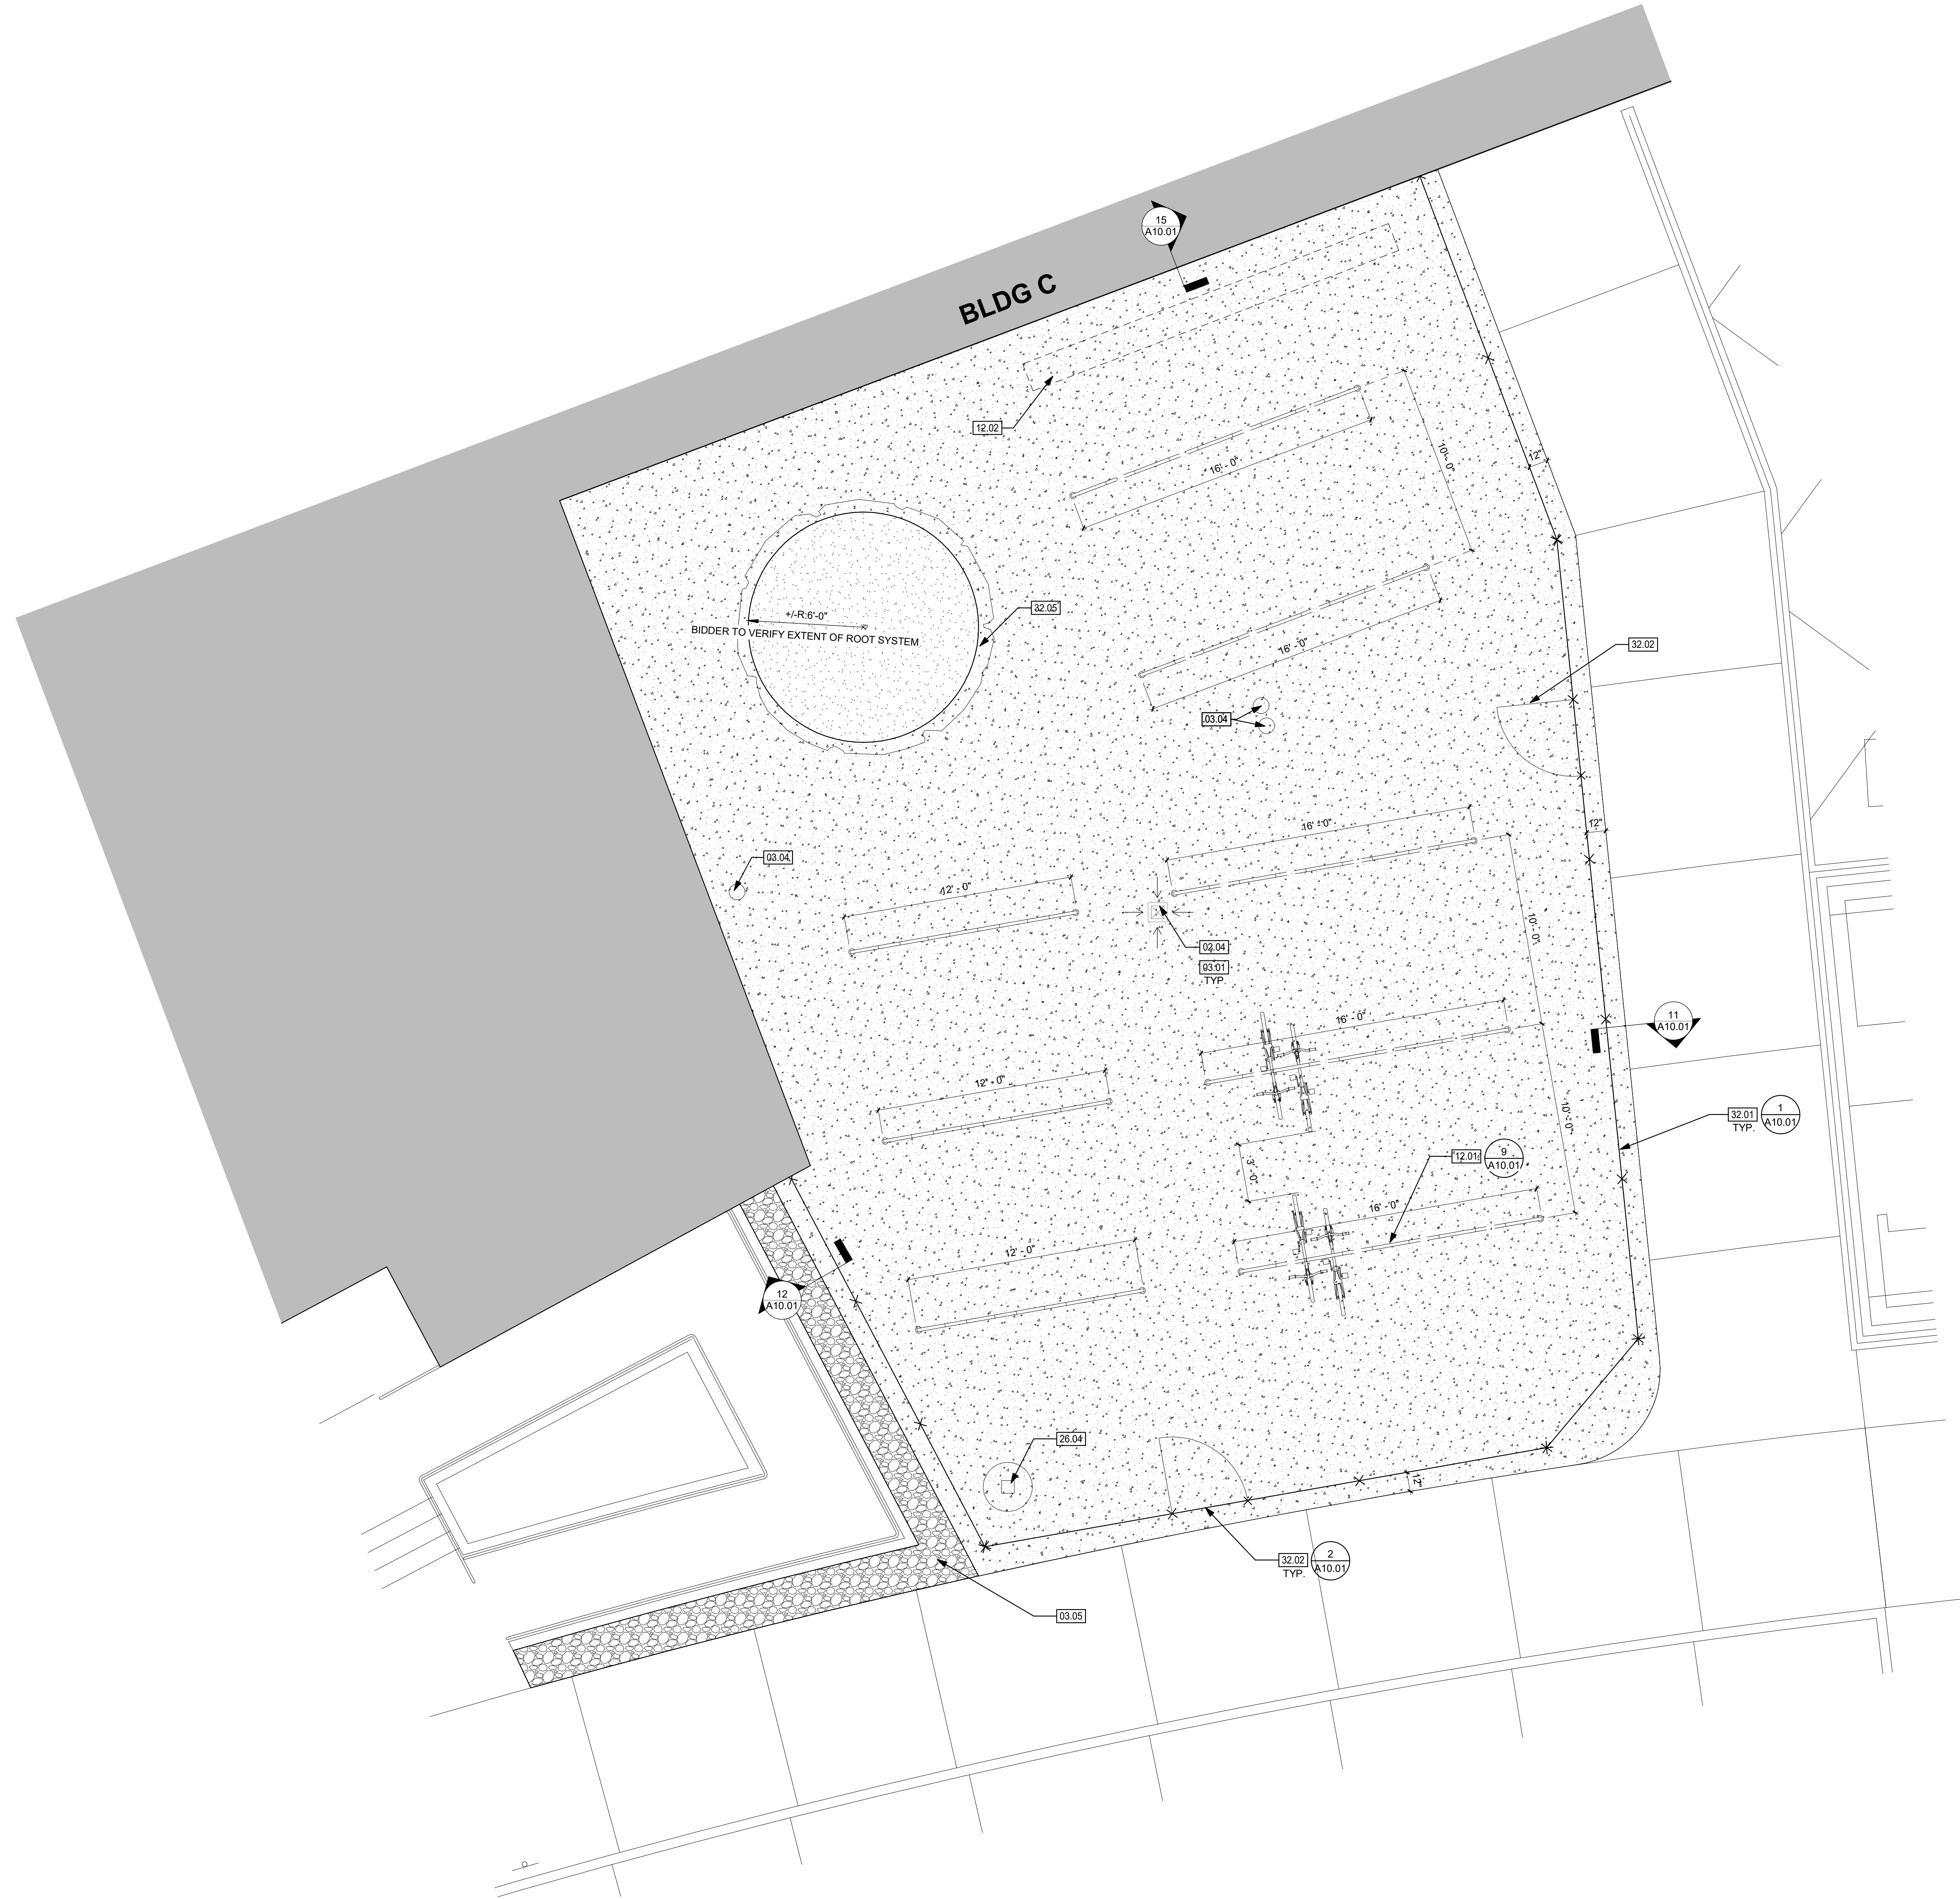 15
A10.01
BLDG C
12.02
16' - 0"
10' - 0"
12"
+/-R 6'-0"
BIDDER TO VERIFY EXTENT OF ROOT SYSTEM
32.05
16' - 0"
32.02
03.04
16' - 0"
12"
03.04
12' - 0"
10' - 0"
02.04
03.01
TYP.
16' - 0"
11
A10.01
12' - 0"
10' - 0"
32.01
TYP.
1
A10.01
12.01
9
A10.01
3' - 0"
16' - 0"
12' - 0"
12
A10.01
26.04
12"
32.02
TYP.
2
A10.01
03.05